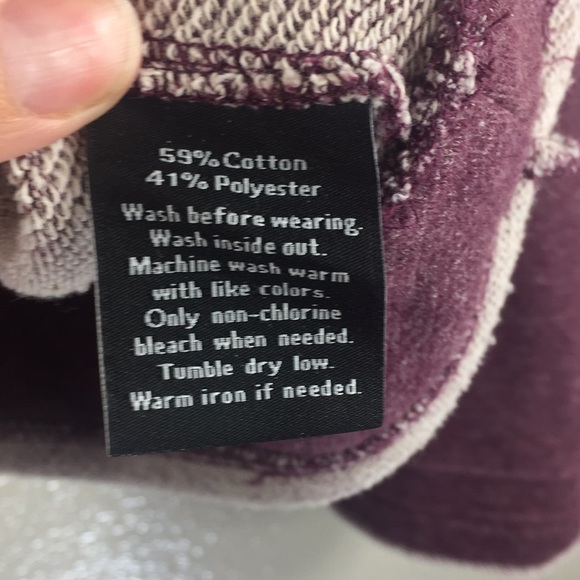 59% Cotton
41% Polyester
Wash before wearing.
Wash inside out.
Machine wash warm
with like colors.
Only non-chlorine
bleach when needed.
Tumble dry low.
Warm iron if needed.